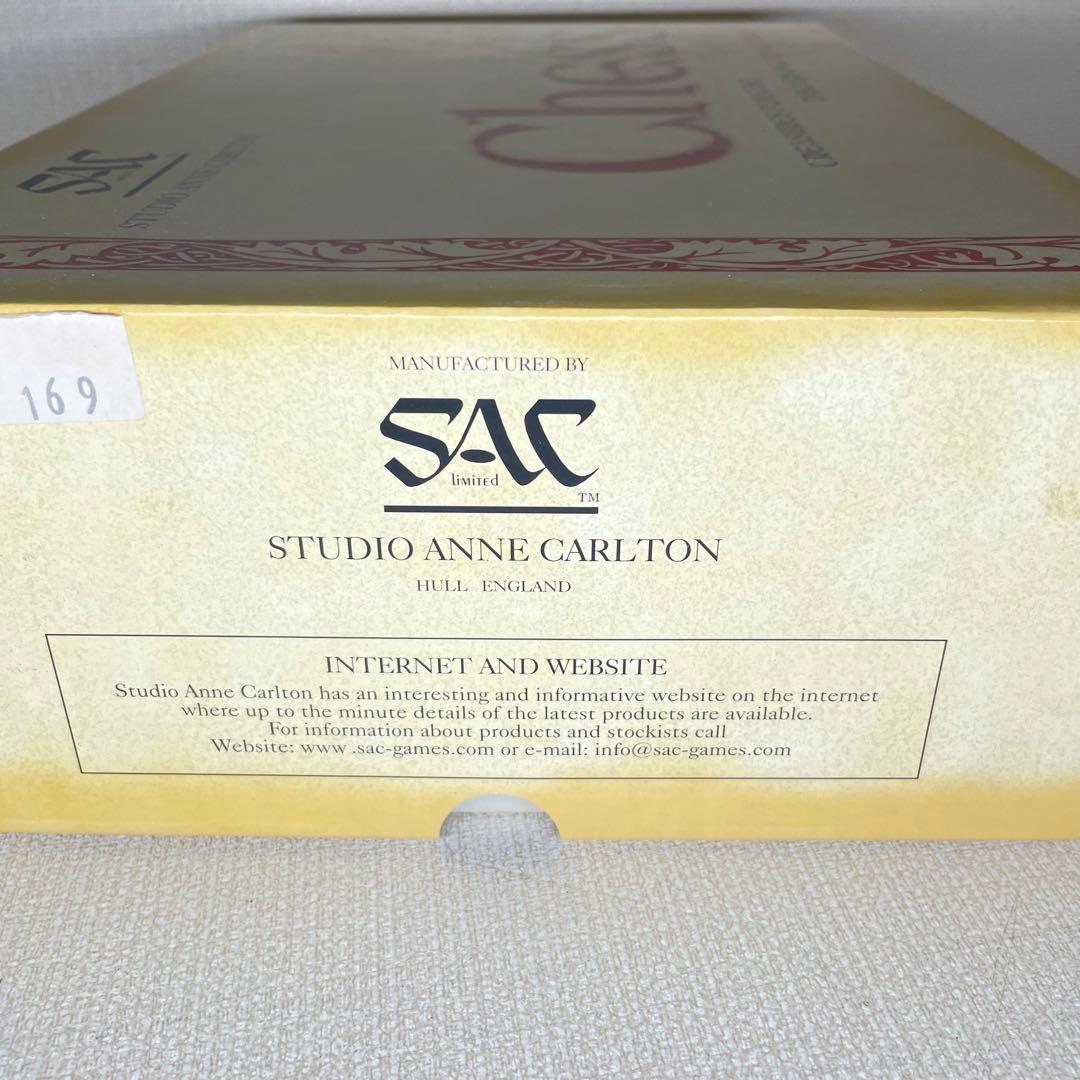 Chess
SAC
STUDIO ANNE CARLTON
169
MANUFACTURED BY
SAC
limited
TM
STUDIO ANNE CARLTON
HULL ENGLAND
INTERNET AND WEBSITE
Studio Anne Carlton has an interesting and informative website on the internet
where up to the minute details of the latest products are available.
For information about products and stockists call
Website: www .sac-games.com or e-mail: info@sac-games.com